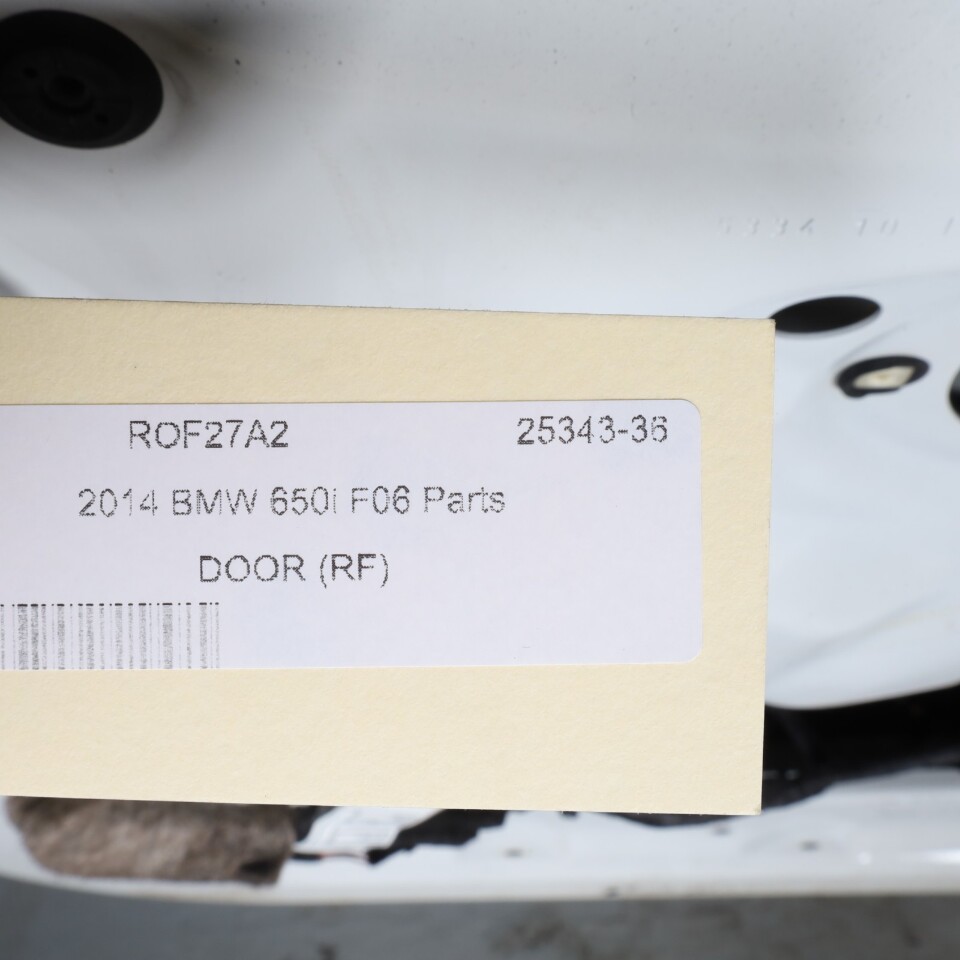 ROF27A2 25343-36
2014 BMW 650i F06 Parts
DOOR (RF)